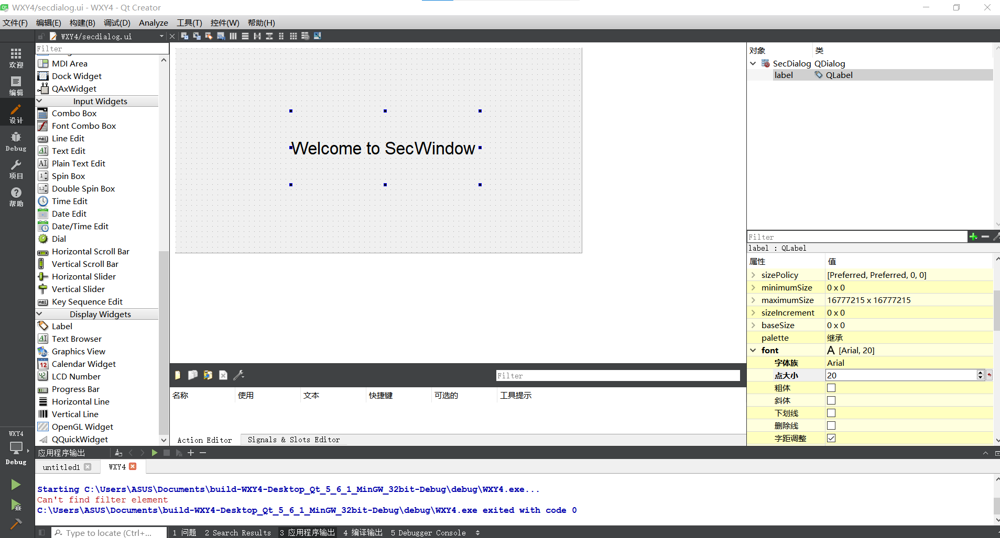 WXY4/secdialog.ui - WXY4 - Qt Creator
文件(F) 编辑(E) 构建(B) 调试(D) Analyze 工具(T) 控件(W) 帮助(H)
WXY4/secdialog.ui
欢迎
编辑
设计
Debug
项目
帮助
WXY4
Debug
Filter
MDI Area
Dock Widget
QAxWidget
Input Widgets
Combo Box
Font Combo Box
Line Edit
Text Edit
Plain Text Edit
Spin Box
Double Spin Box
Time Edit
Date Edit
Date/Time Edit
Dial
Horizontal Scroll Bar
Vertical Scroll Bar
Horizontal Slider
Vertical Slider
Key Sequence Edit
Display Widgets
Label
Text Browser
Graphics View
Calendar Widget
LCD Number
Progress Bar
Horizontal Line
Vertical Line
OpenGL Widget
QQuickWidget
Welcome to SecWindow
Filter
名称 使用 文本 快捷键 可选的 工具提示
Action Editor Signals & Slots Editor
对象 类
SecDialog QDialog
label QLabel
Filter
label : QLabel
属性 值
sizePolicy [Preferred, Preferred, 0, 0]
minimumSize 0 x 0
maximumSize 16777215 x 16777215
sizeIncrement 0 x 0
baseSize 0 x 0
palette 继承
font A [Arial, 20]
字体族 Arial
点大小 20
粗体
斜体
下划线
删除线
字距调整
应用程序输出
untitled1 WXY4
Starting C:\Users\ASUS\Documents\build-WXY4-Desktop_Qt_5_6_1_MinGW_32bit-Debug\debug\WXY4.exe...
Can't find filter element
C:\Users\ASUS\Documents\build-WXY4-Desktop_Qt_5_6_1_MinGW_32bit-Debug\debug\WXY4.exe exited with code 0
Type to locate (Ctrl+... 1 问题 2 Search Results 3 应用程序输出 4 编译输出 5 Debugger Console